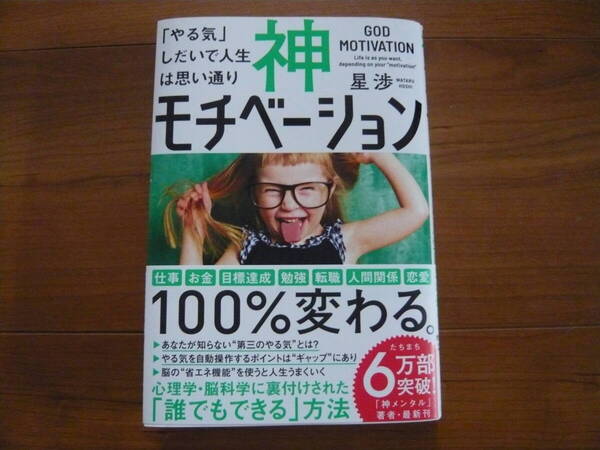 「やる気」
しだいで人生
は思い通り
神
GOD
MOTIVATION
Life is as you want,
depending on your "motivation"
星 渉
WATARU
HOSHI
モチベーション
仕事 お金 目標達成 勉強 転職 人間関係 恋愛
100%変わる。
▶あなたが知らない“第三のやる気”とは?
▶やる気を自動操作するポイントは“ギャップ”にあり
▶脳の“省エネ機能”を使うと人生うまくいく
心理学・脳科学に裏付けされた
「誰でもできる」方法
たちまち
6万部
突破!
「神メンタル」
著者・最新刊